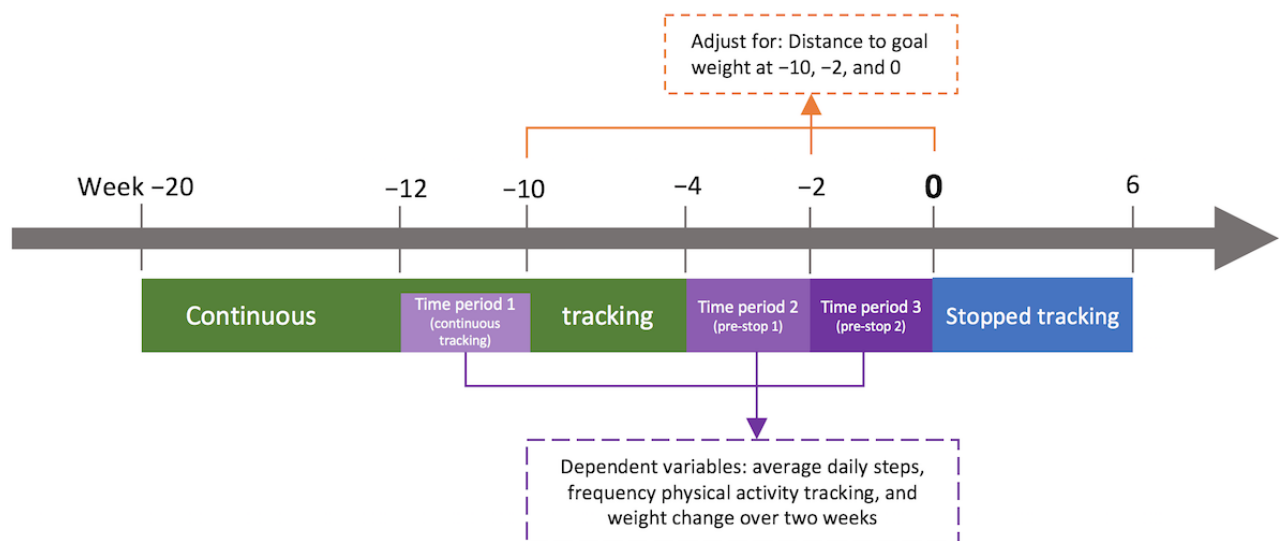 Adjust for: Distance to goal
weight at −10, −2, and 0
Week −20 −12 −10 −4 −2 0 6
Continuous
Time period 1
(continuous
tracking)
tracking
Time period 2
(pre-stop 1)
Time period 3
(pre-stop 2)
Stopped tracking
Dependent variables: average daily steps,
frequency physical activity tracking, and
weight change over two weeks